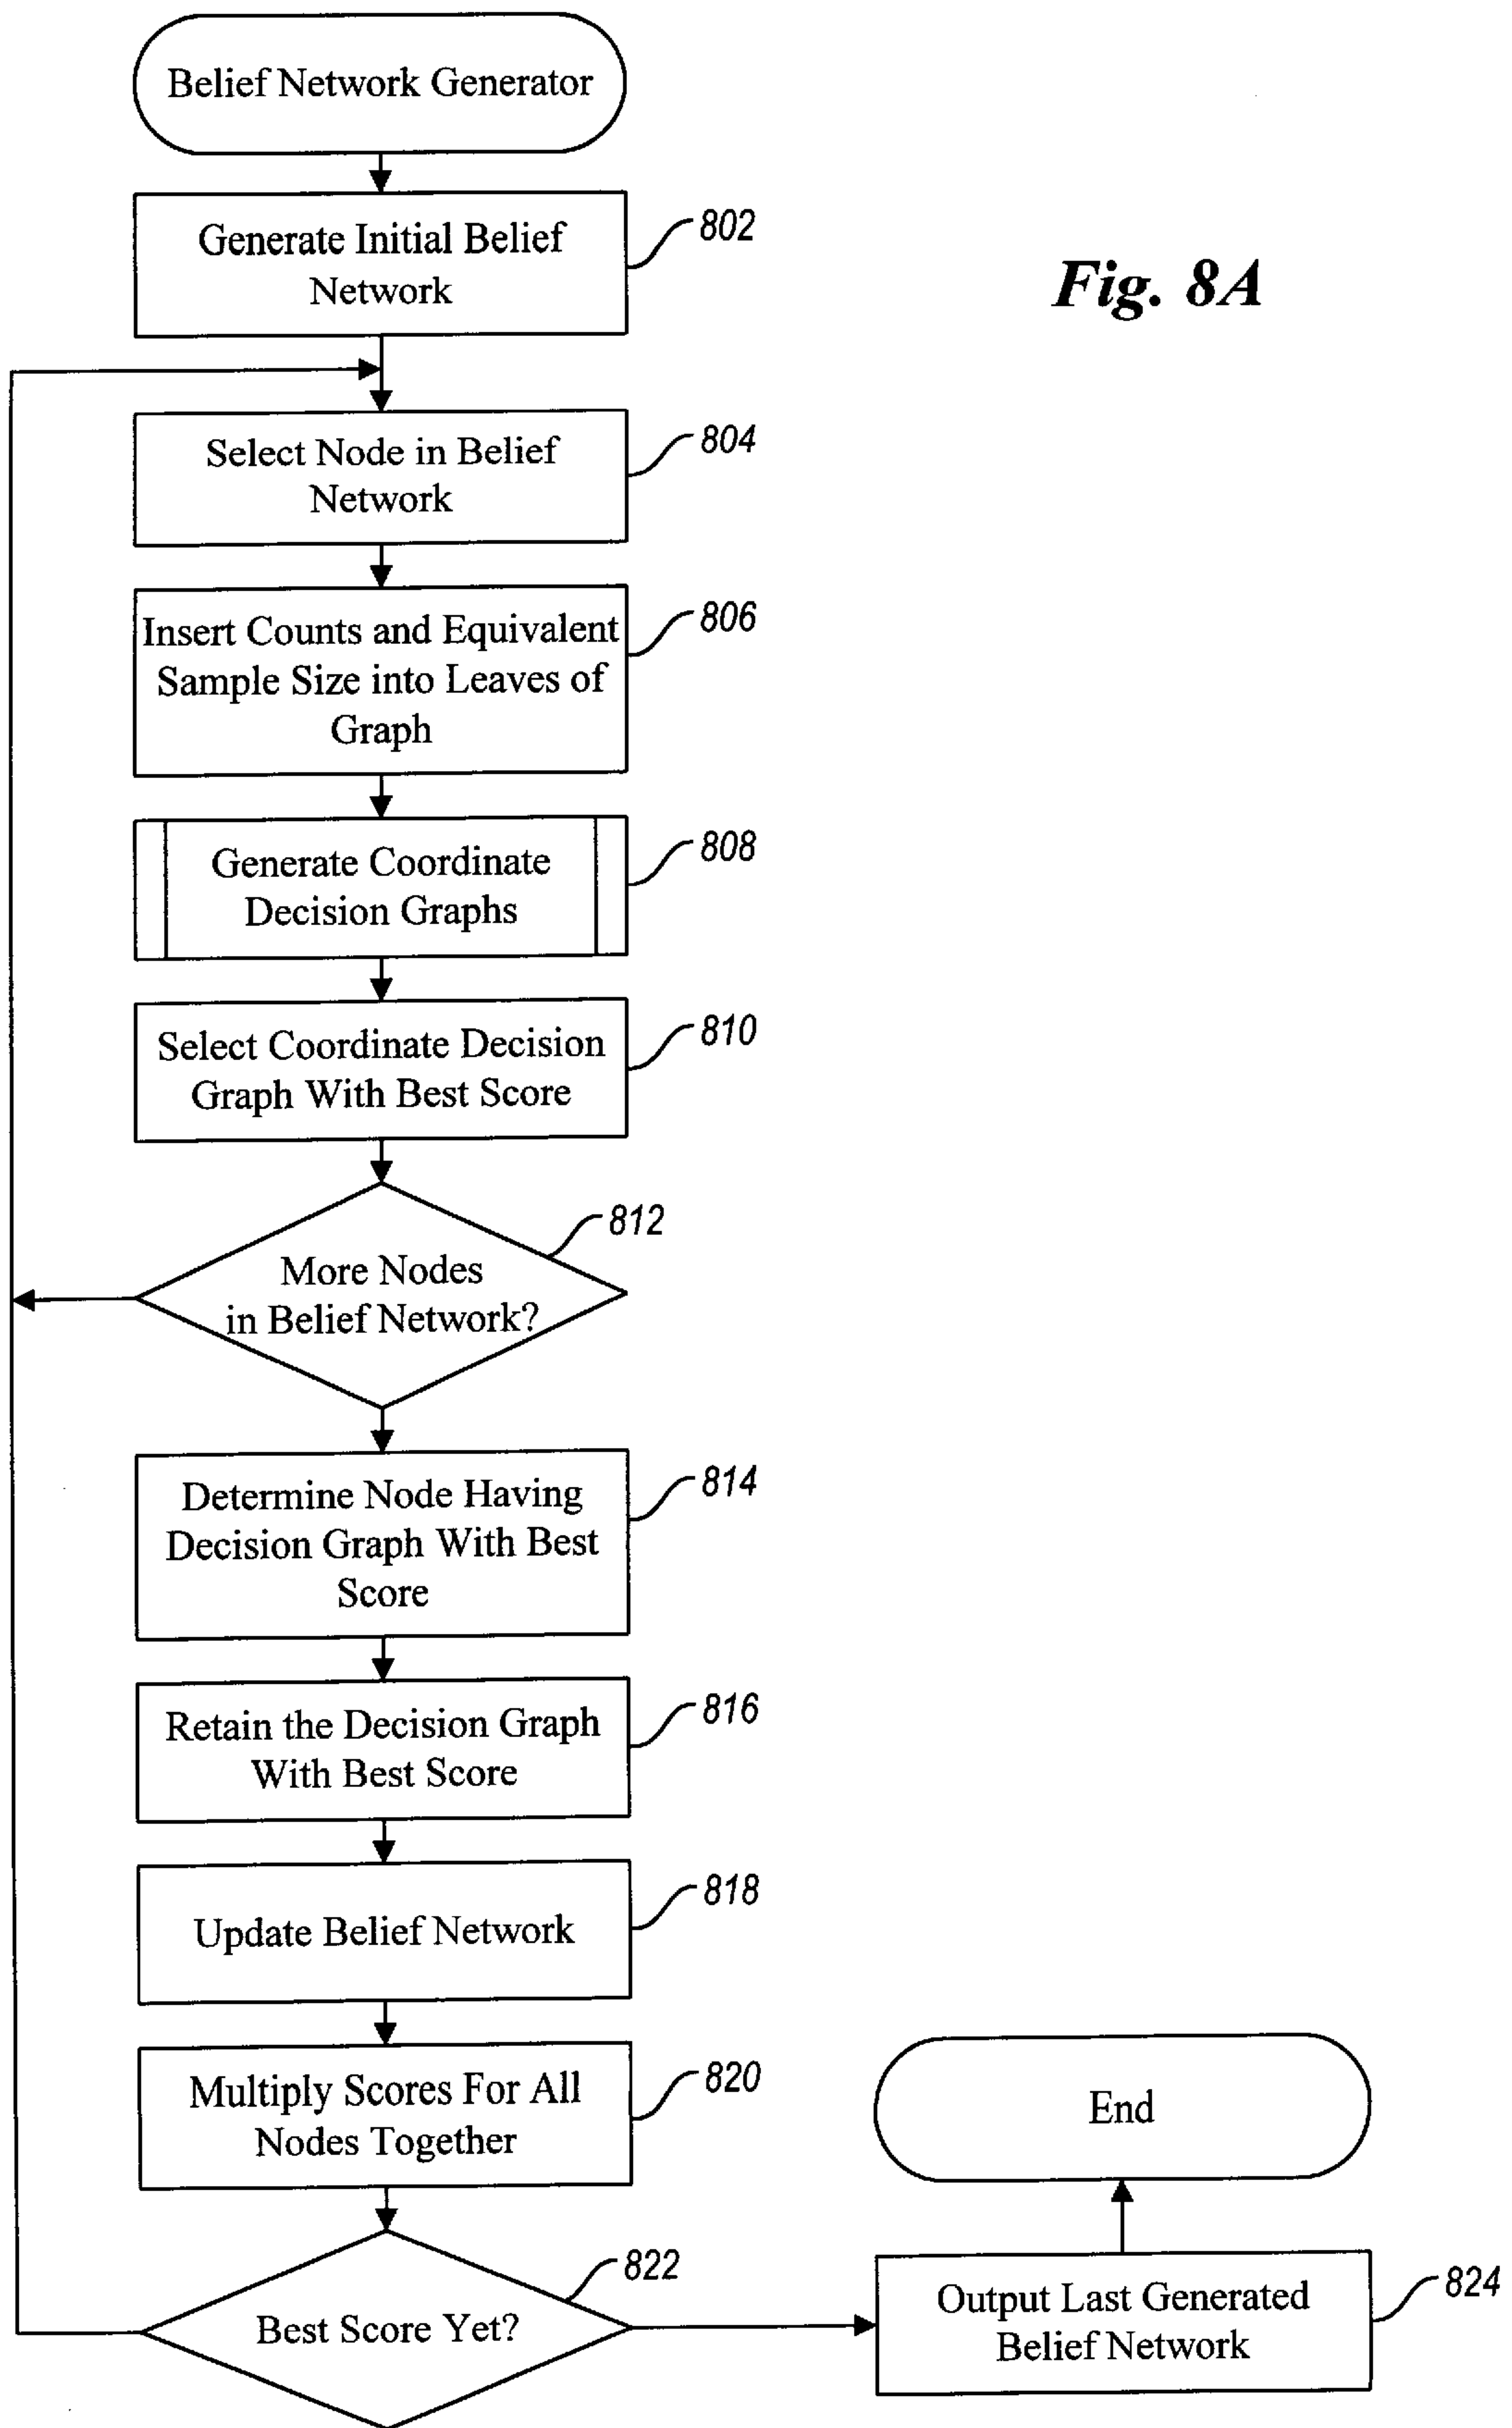 Belief Network Generator
Generate Initial Belief
Network
802
Fig. 8A
Select Node in Belief
Network
804
Insert Counts and Equivalent
Sample Size into Leaves of
Graph
806
Generate Coordinate
Decision Graphs
808
Select Coordinate Decision
Graph With Best Score
810
More Nodes
in Belief Network?
812
Determine Node Having
Decision Graph With Best
Score
814
Retain the Decision Graph
With Best Score
816
Update Belief Network
818
Multiply Scores For All
Nodes Together
820
End
Best Score Yet?
822
Output Last Generated
Belief Network
824